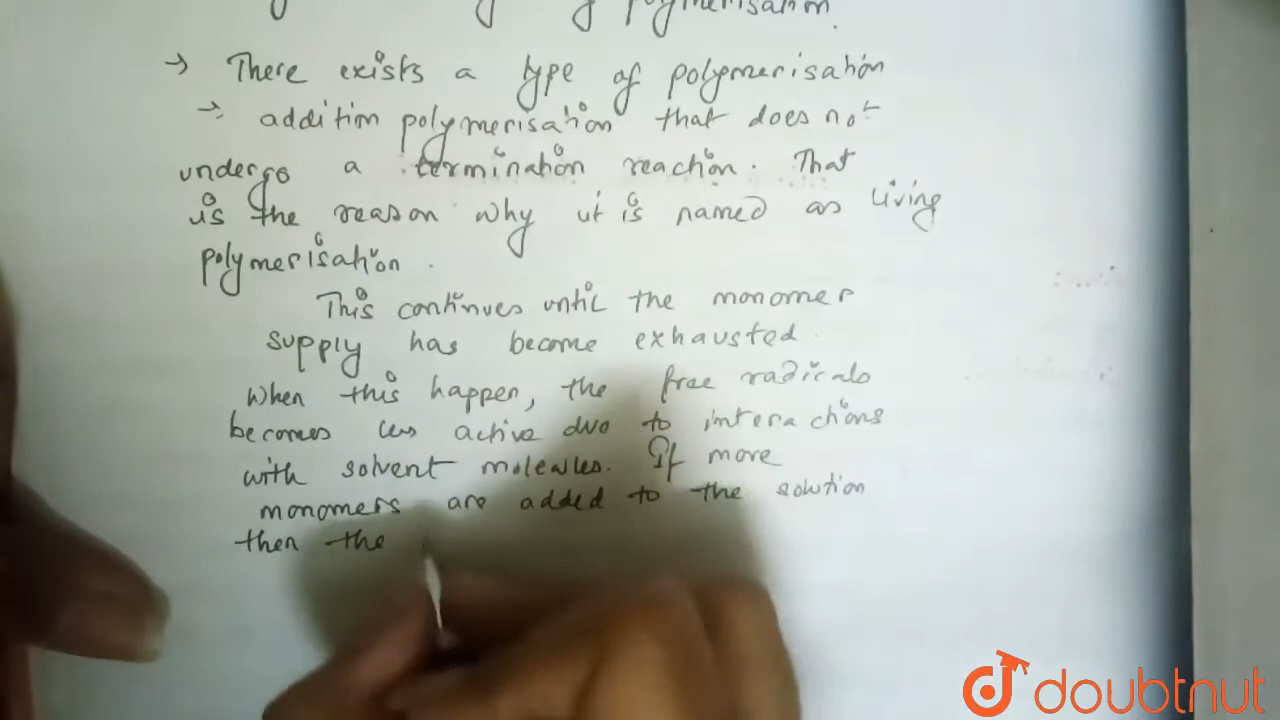 polymerisation.
→ There exists a type of polymerisation
→ addition polymerisation that does not
undergo a termination reaction. That
is the reason why it is named as living
polymerisation.
This continues until the monomer
supply has become exhausted.
When this happen, the free radicals
becomes less active due to interactions
with solvent molecules. If more
monomers are added to the solution
then the
doubtnut